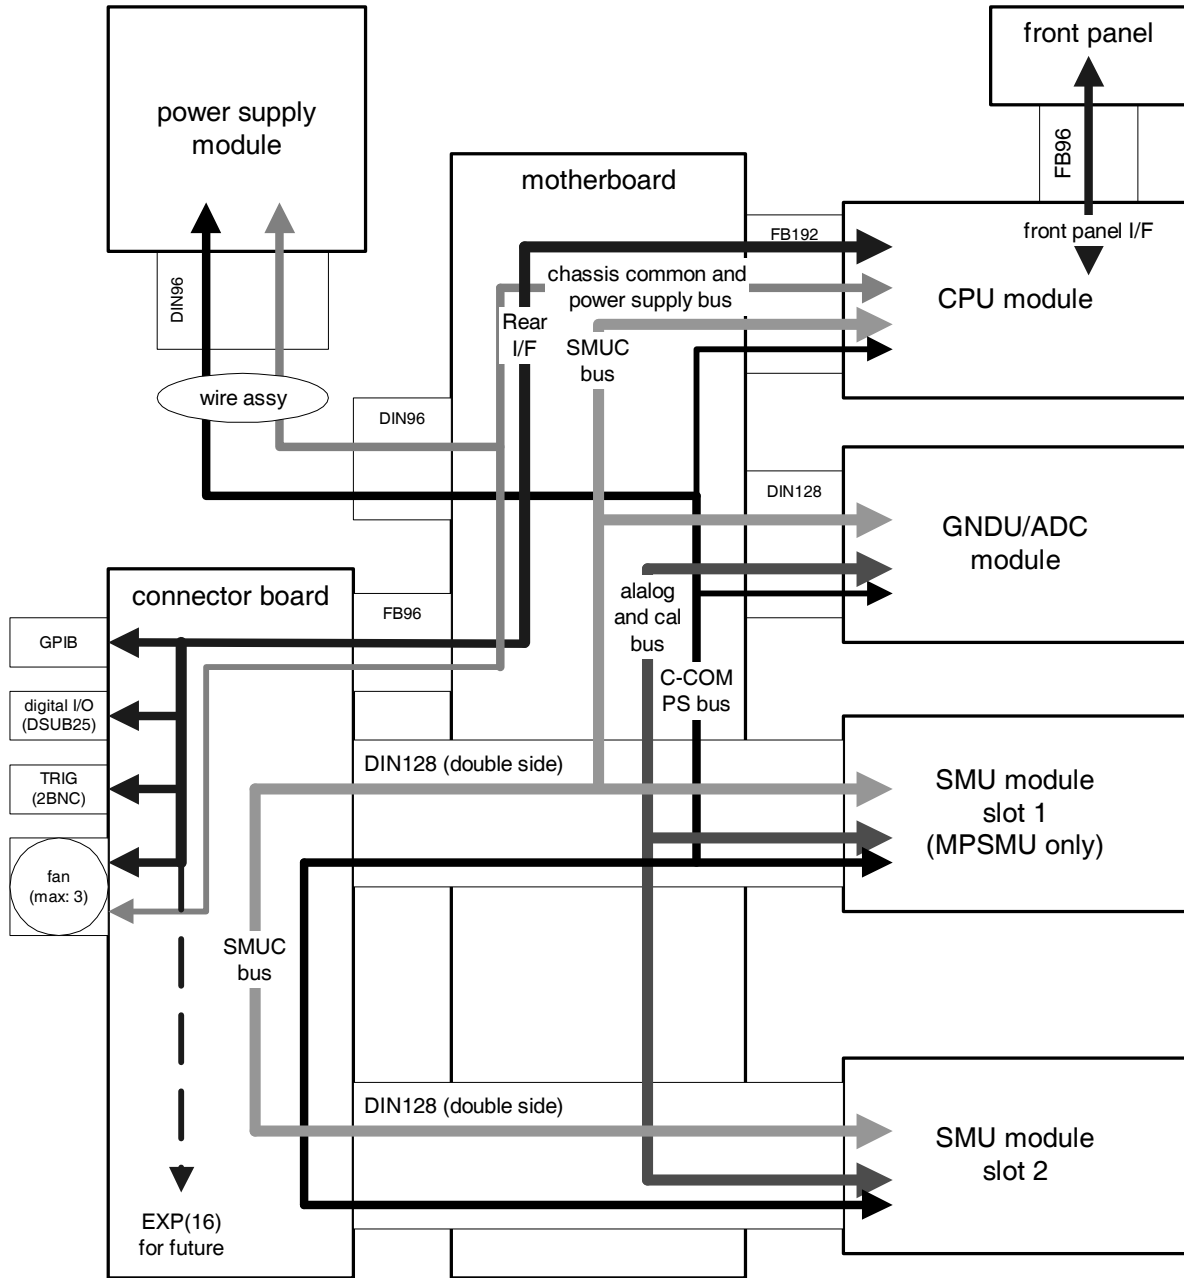 front panel
power supply
module
FB96
motherboard
FB192
front panel I/F
DIN96
chassis common and
power supply bus
CPU module
Rear
I/F
SMUC
bus
wire assy
DIN96
DIN128
GNDU/ADC
module
connector board
FB96
alalog
and cal
bus
GPIB
C-COM
PS bus
digital I/O
(DSUB25)
DIN128 (double side)
TRIG
(2BNC)
SMU module
slot 1
(MPSMU only)
fan
(max: 3)
SMUC
bus
DIN128 (double side)
SMU module
slot 2
EXP(16)
for future